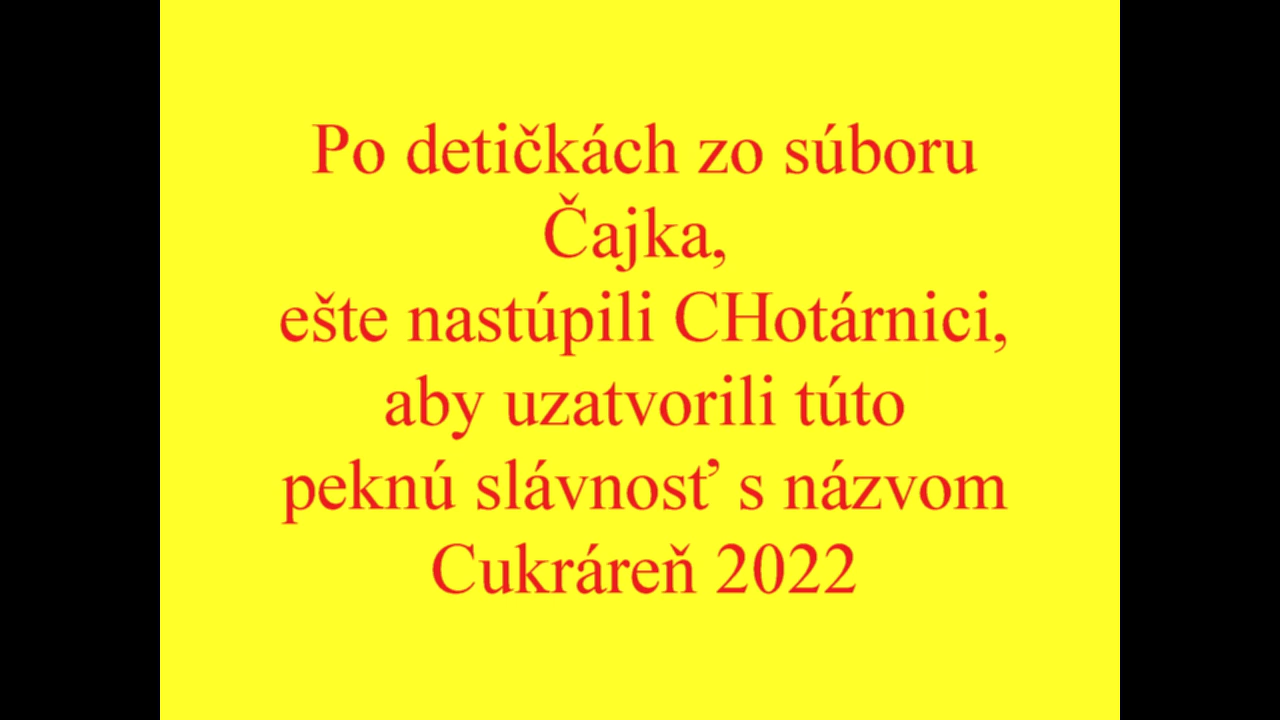 Po detičkách zo súboru
Čajka,
ešte nastúpili CHotárnici,
aby uzatvorili túto
peknú slávnosť s názvom
Cukráreň 2022